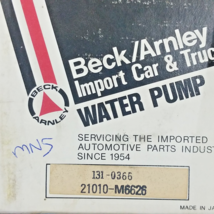 Beck/Arnley
Import Car & Truc
WATER PUMP
BECK
ARNLEY
MN5
SERVICING THE IMPORTED
AUTOMOTIVE PARTS INDUST
SINCE 1954
131-0366
21010-M6626
MADE IN JA